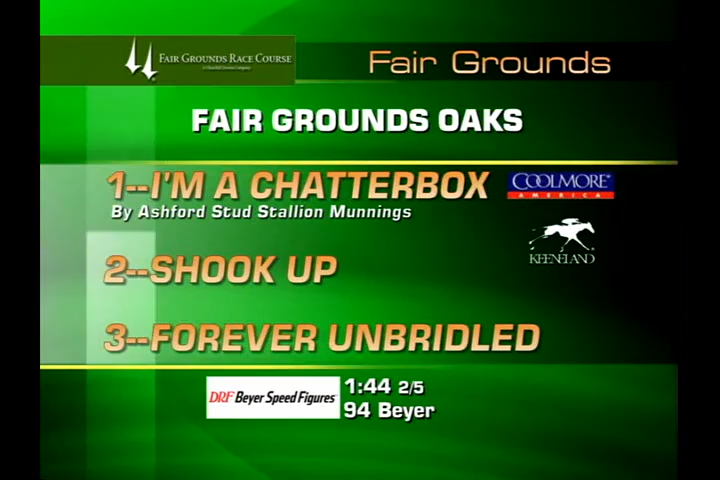 FAIR GROUNDS RACE COURSE
Fair Grounds
FAIR GROUNDS OAKS
1--I'M A CHATTERBOX
COOLMORE
AMERICA
By Ashford Stud Stallion Munnings
KEENELAND
2--SHOOK UP
3--FOREVER UNBRIDLED
DRF Beyer Speed Figures
1:44 2/5
94 Beyer